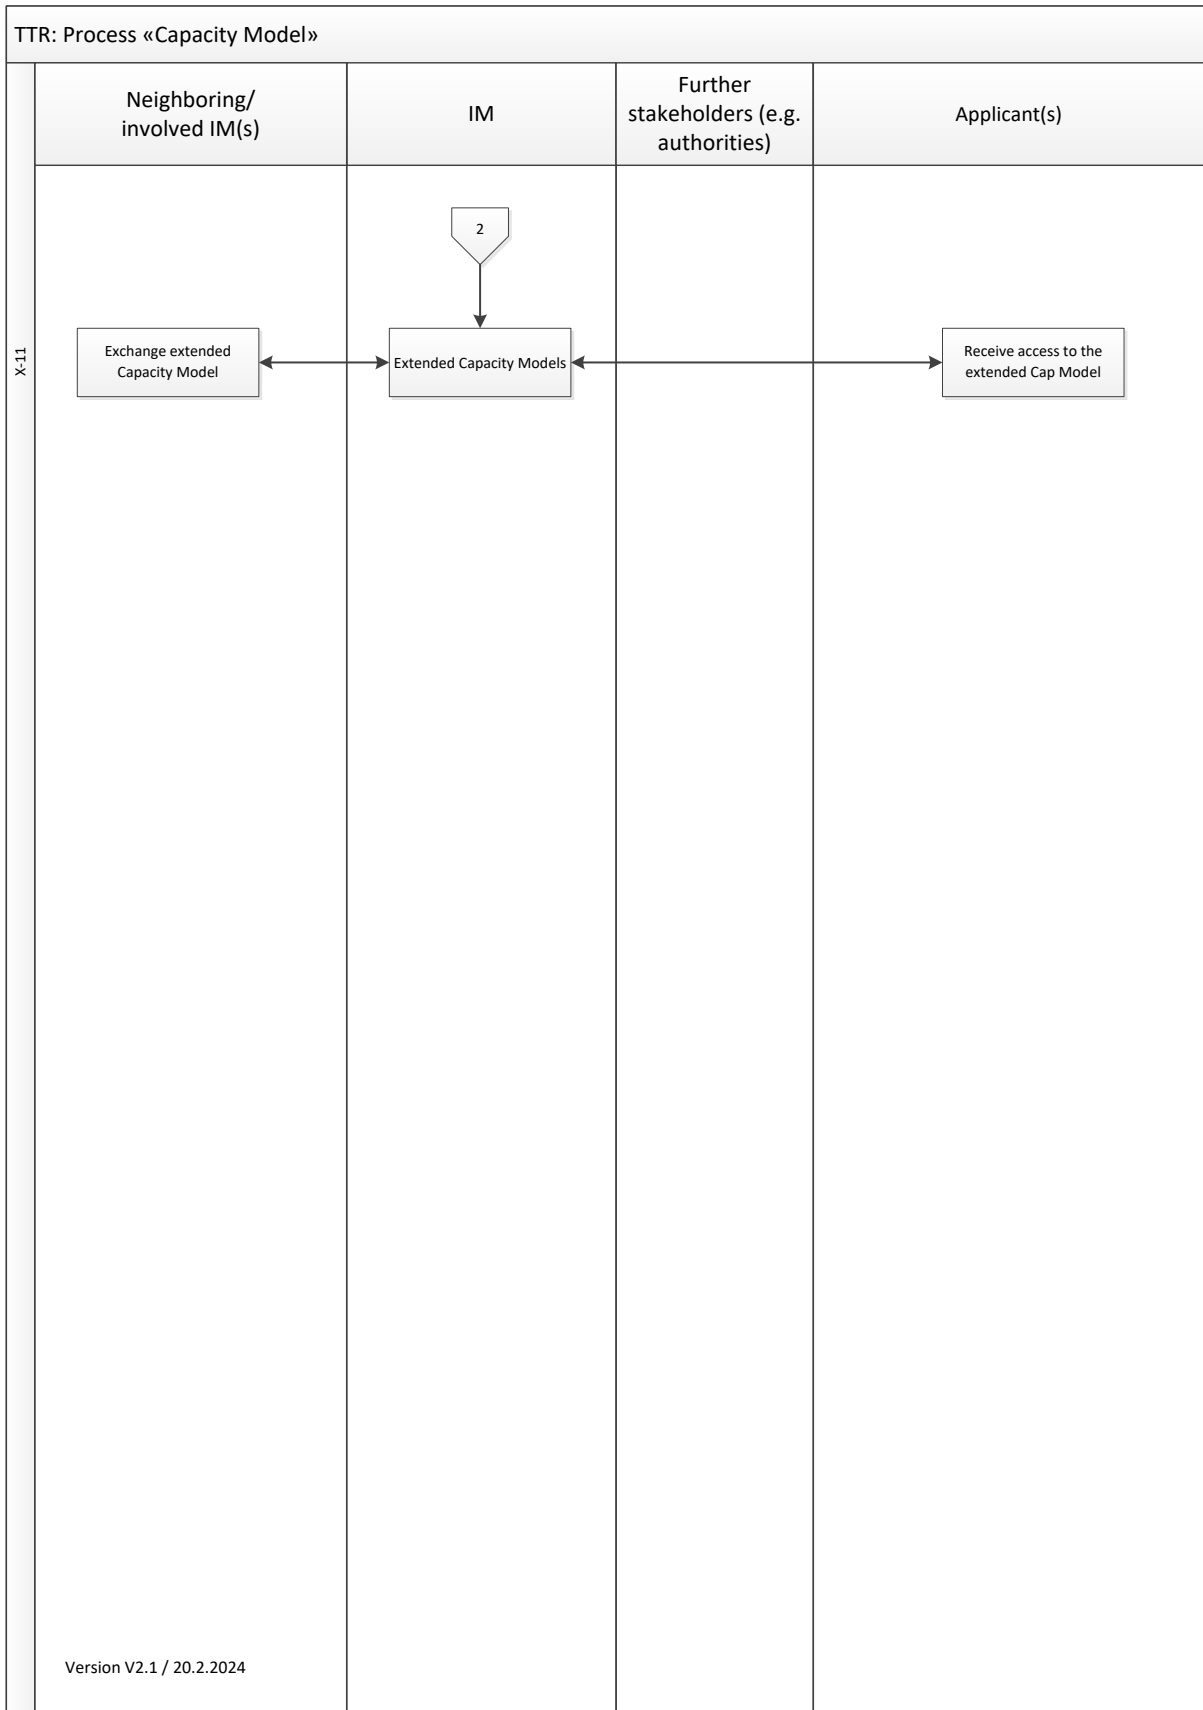 TTR: Process «Capacity Model»
Neighboring/
involved IM(s)
IM
Further
stakeholders (e.g.
authorities)
Applicant(s)
X-11
2
Exchange extended
Capacity Model
Extended Capacity Models
Receive access to the
extended Cap Model
Version V2.1 / 20.2.2024